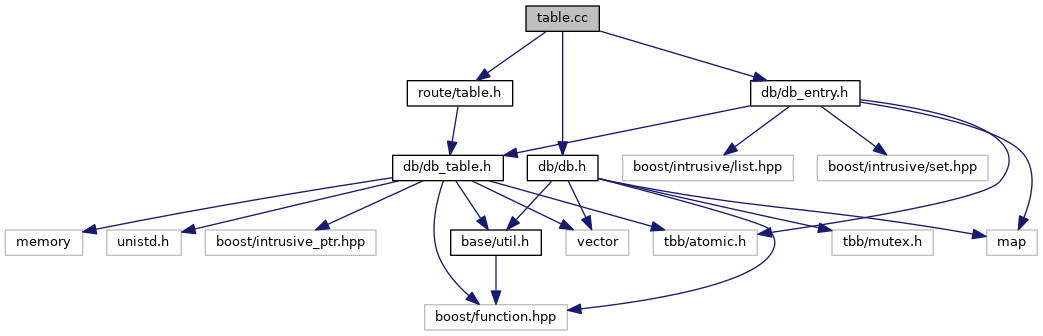 table.cc
route/table.h
db/db_entry.h
db/db_table.h
db/db.h
boost/intrusive/list.hpp
boost/intrusive/set.hpp
memory
unistd.h
boost/intrusive_ptr.hpp
base/util.h
vector
tbb/atomic.h
tbb/mutex.h
map
boost/function.hpp